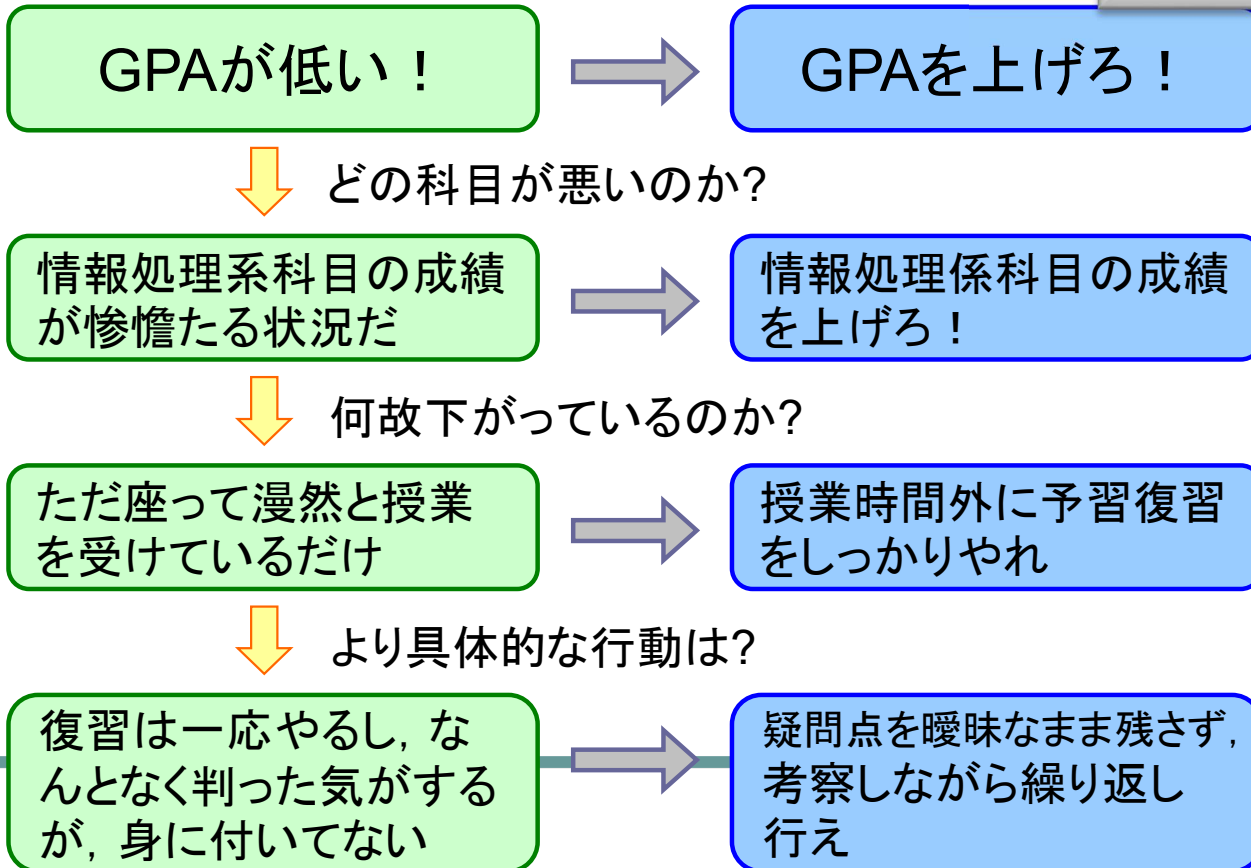 GPAが低い！
GPAを上げろ！
どの科目が悪いのか?
情報処理系科目の成績
が惨憺たる状況だ
情報処理係科目の成績
を上げろ！
何故下がっているのか?
ただ座って漫然と授業
を受けているだけ
授業時間外に予習復習
をしっかりやれ
より具体的な行動は?
復習は一応やるし，な
んとなく判った気がする
が，身に付いてない
疑問点を曖昧なまま残さず，
考察しながら繰り返し
行え